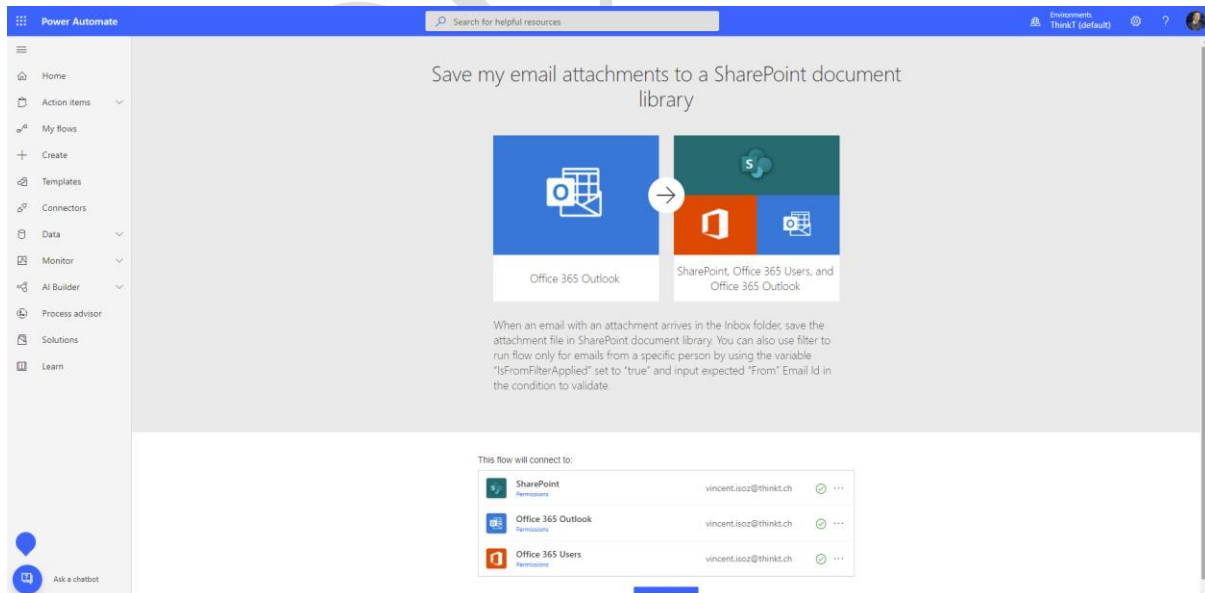 Power Automate
Search for helpful resources
Environments
ThinkT (default)
?
Home
Action items
My flows
Create
Templates
Connectors
Data
Monitor
AI Builder
Process advisor
Solutions
Learn
Ask a chatbot
Save my email attachments to a SharePoint document
library
S
O
Office 365 Outlook
SharePoint, Office 365 Users, and
Office 365 Outlook
When an email with an attachment arrives in the Inbox folder, save the
attachment file in SharePoint document library. You can also use filter to
run flow only for emails from a specific person by using the variable
"IsFromFilterApplied" set to "true" and input expected "From" Email Id in
the condition to validate.
This flow will connect to:
SharePoint
Permissions
vincent.isoz@thinkt.ch
Office 365 Outlook
Permissions
vincent.isoz@thinkt.ch
Office 365 Users
Permissions
vincent.isoz@thinkt.ch